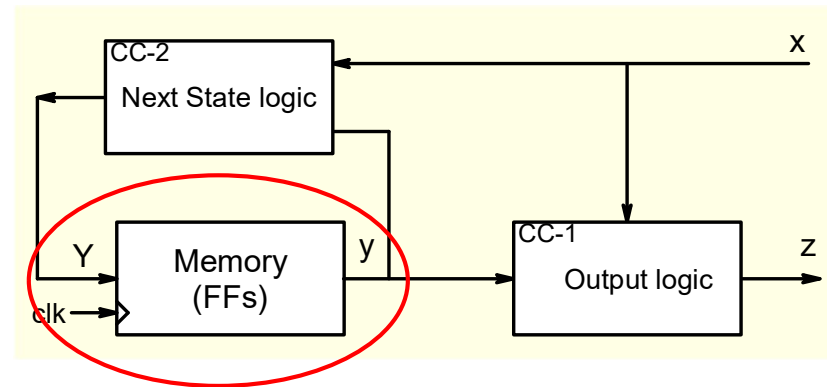 x
CC-2
Next State logic
Y
Memory
(FFs)
y
clk
CC-1
Output logic
z